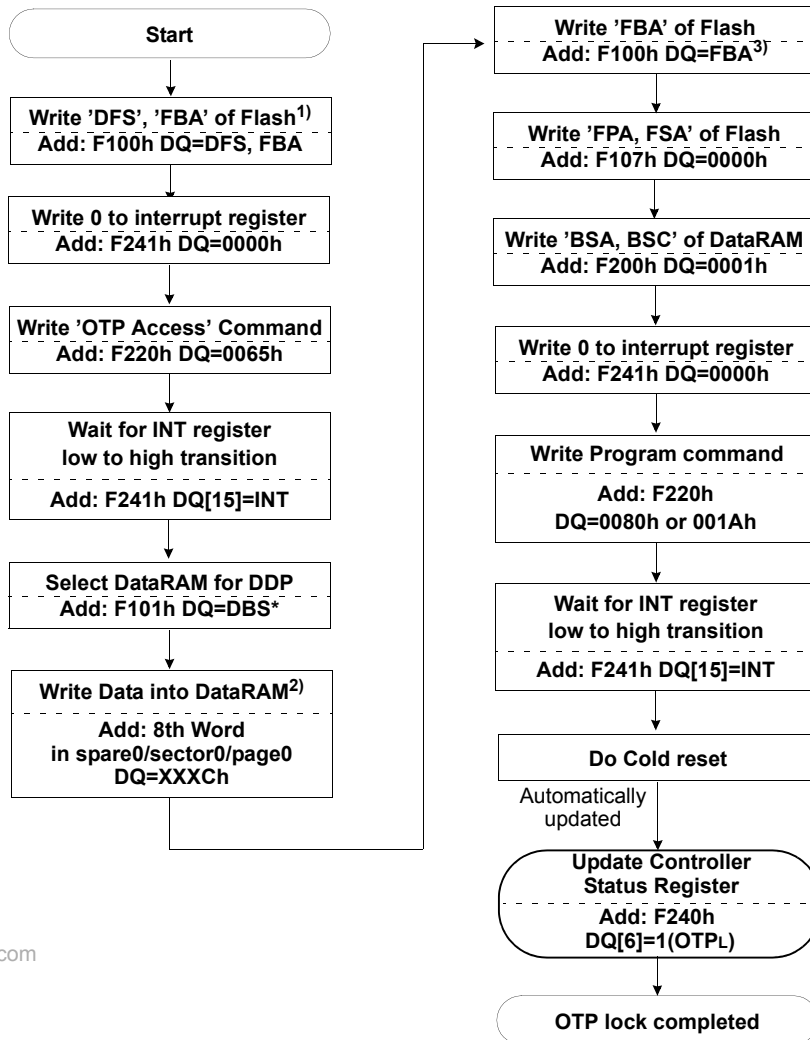 Start
Write ’DFS’, ’FBA’ of Flash1)
Add: F100h DQ=DFS, FBA
Write 0 to interrupt register
Add: F241h DQ=0000h
Write ’OTP Access’ Command
Add: F220h DQ=0065h
Wait for INT register
low to high transition
Add: F241h DQ[15]=INT
Select DataRAM for DDP
Add: F101h DQ=DBS*
Write Data into DataRAM2)
Add: 8th Word
in spare0/sector0/page0
DQ=XXXCh
Write ’FBA’ of Flash
Add: F100h DQ=FBA3)
Write ’FPA, FSA’ of Flash
Add: F107h DQ=0000h
Write ’BSA, BSC’ of DataRAM
Add: F200h DQ=0001h
Write 0 to interrupt register
Add: F241h DQ=0000h
Write Program command
Add: F220h
DQ=0080h or 001Ah
Wait for INT register
low to high transition
Add: F241h DQ[15]=INT
Do Cold reset
Automatically
updated
Update Controller
Status Register
Add: F240h
DQ[6]=1(OTPL)
OTP lock completed
com